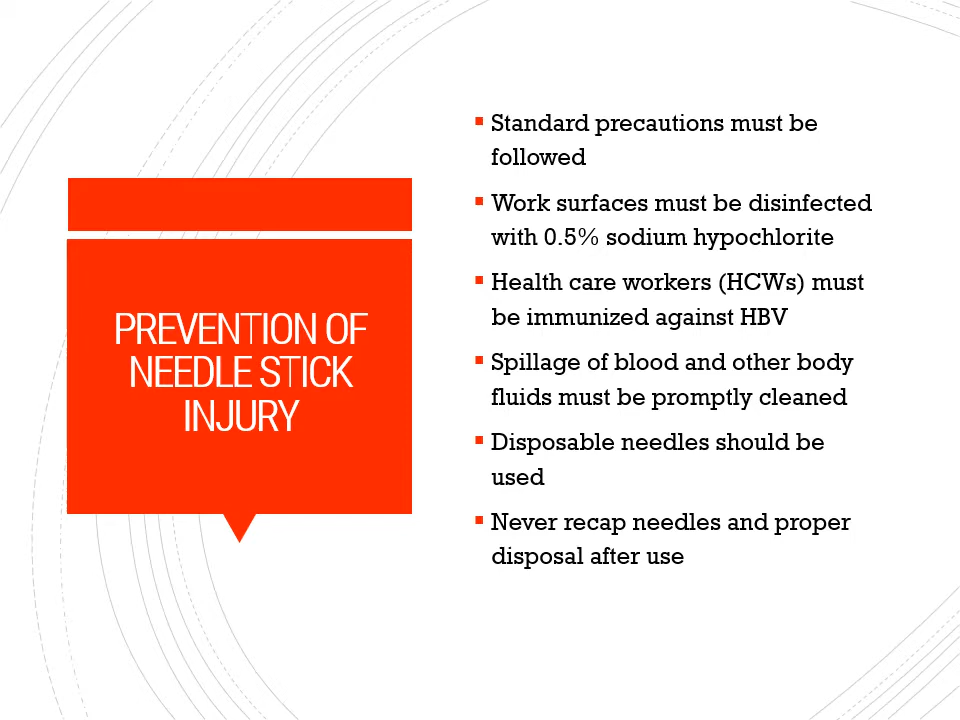 PREVENTION OF
NEEDLE STICK
INJURY
Standard precautions must be
followed
Work surfaces must be disinfected
with 0.5% sodium hypochlorite
Health care workers (HCWs) must
be immunized against HBV
Spillage of blood and other body
fluids must be promptly cleaned
Disposable needles should be
used
Never recap needles and proper
disposal after use